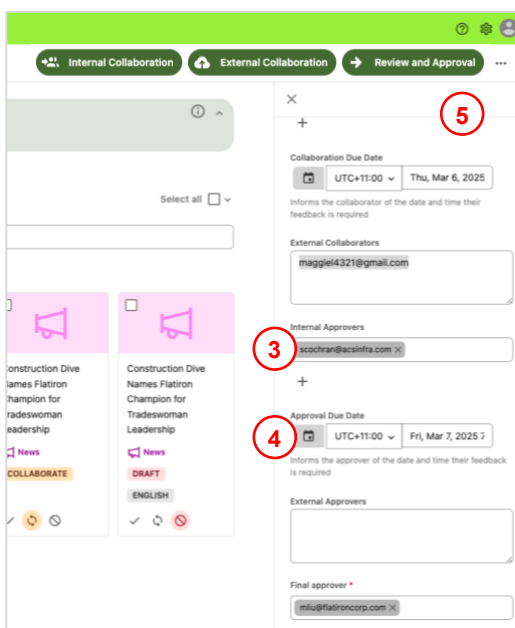 Internal Collaboration
External Collaboration
Review and Approval
5
Collaboration Due Date
UTC+11:00
Thu, Mar 6, 2025
Informs the collaborator of the date and time their
feedback is required
Select all
External Collaborators
maggiel4321@gmail.com
Internal Approvers
3
scochran@acsinfra.com
Approval Due Date
4
UTC+11:00
Fri, Mar 7, 2025 7
Informs the approver of the date and time their feedback
is required
External Approvers
Final approver *
mliu@flatironcorp.com
Construction Dive
Names Flatiron
Champion for
Tradeswoman
Leadership
News
COLLABORATE
Construction Dive
Names Flatiron
Champion for
Tradeswoman
Leadership
News
DRAFT
ENGLISH